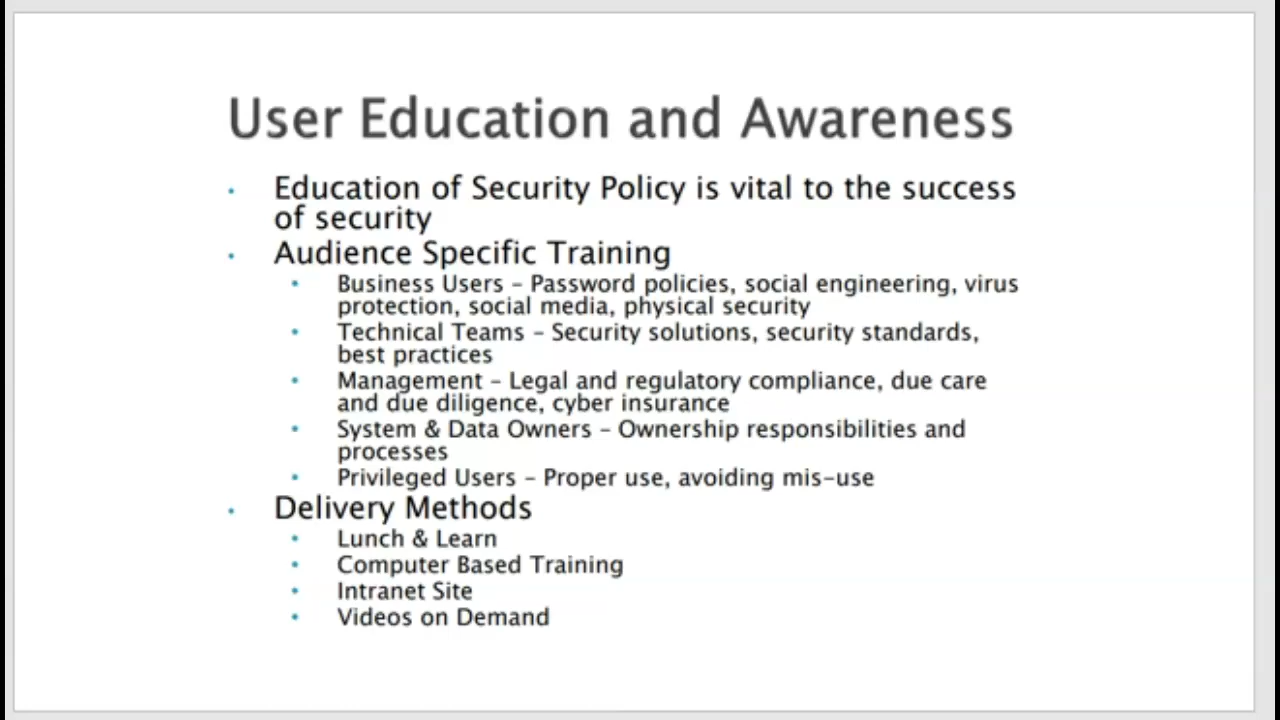 User Education and Awareness
• Education of Security Policy is vital to the success
of security
• Audience Specific Training
• Business Users – Password policies, social engineering, virus
protection, social media, physical security
• Technical Teams – Security solutions, security standards,
best practices
• Management – Legal and regulatory compliance, due care
and due diligence, cyber insurance
• System & Data Owners – Ownership responsibilities and
processes
• Privileged Users – Proper use, avoiding mis-use
• Delivery Methods
• Lunch & Learn
• Computer Based Training
• Intranet Site
• Videos on Demand